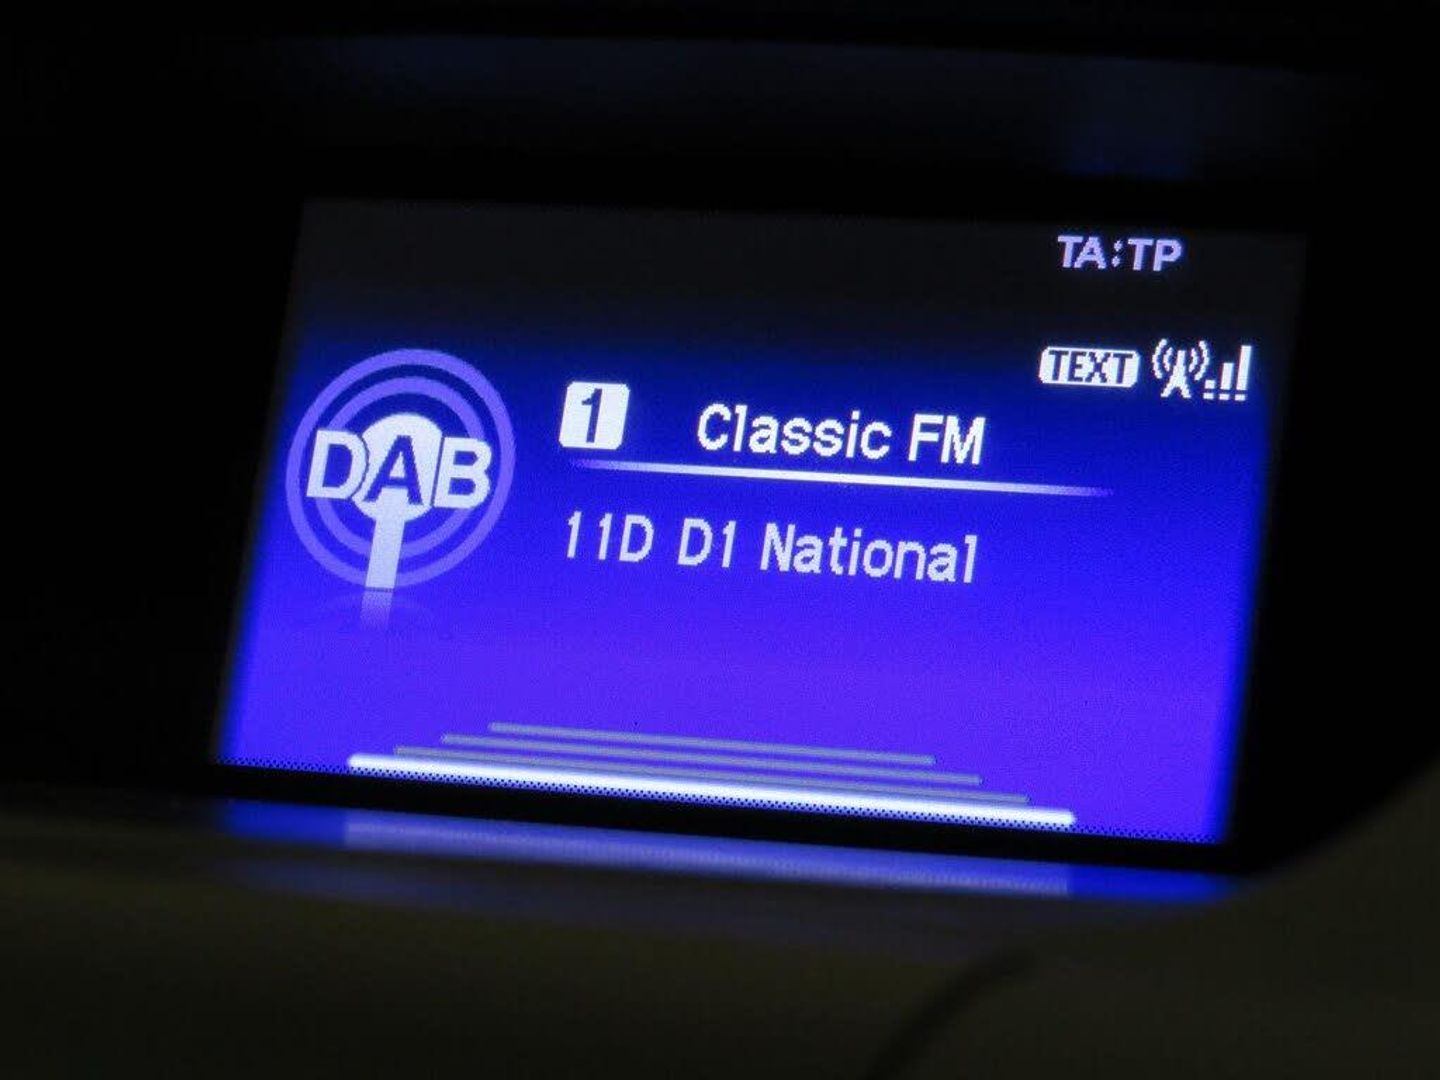 TA:TP
TEXT
DAB
1 Classic FM
11D D1 National